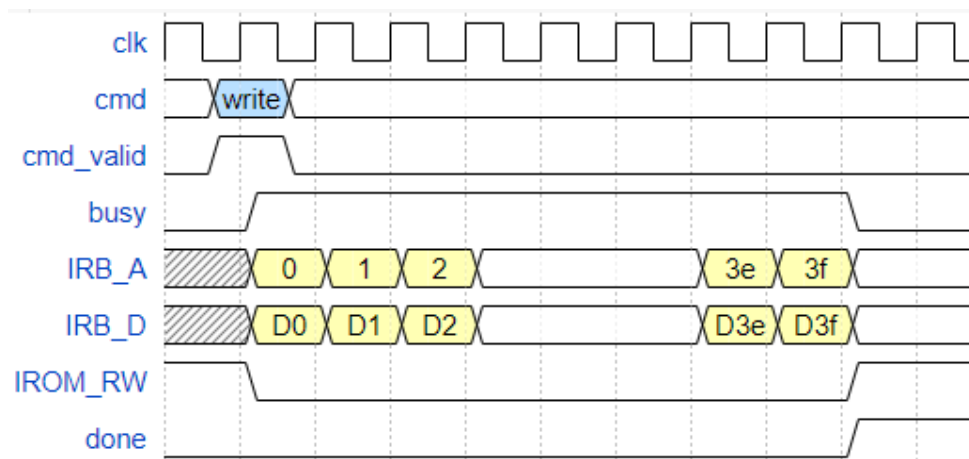 clk
cmd write
cmd_valid
busy
IRB_A 0 1 2 3e 3f
IRB_D D0 D1 D2 D3e D3f
IROM_RW
done